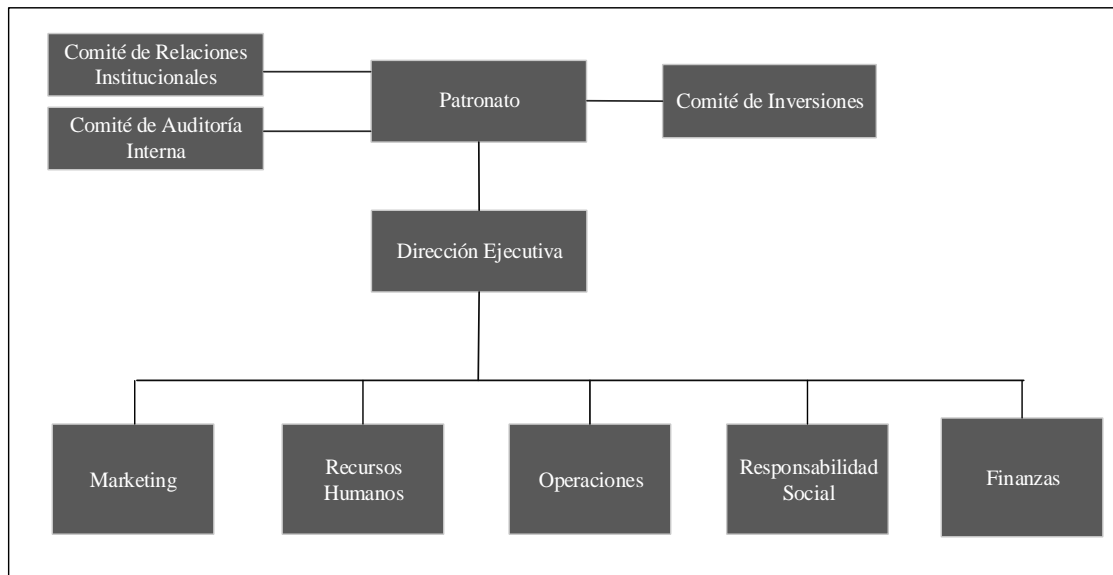 Comité de Relaciones
Institucionales
Patronato
Comité de Inversiones
Comité de Auditoría
Interna
Dirección Ejecutiva
Marketing
Recursos
Humanos
Operaciones
Responsabilidad
Social
Finanzas